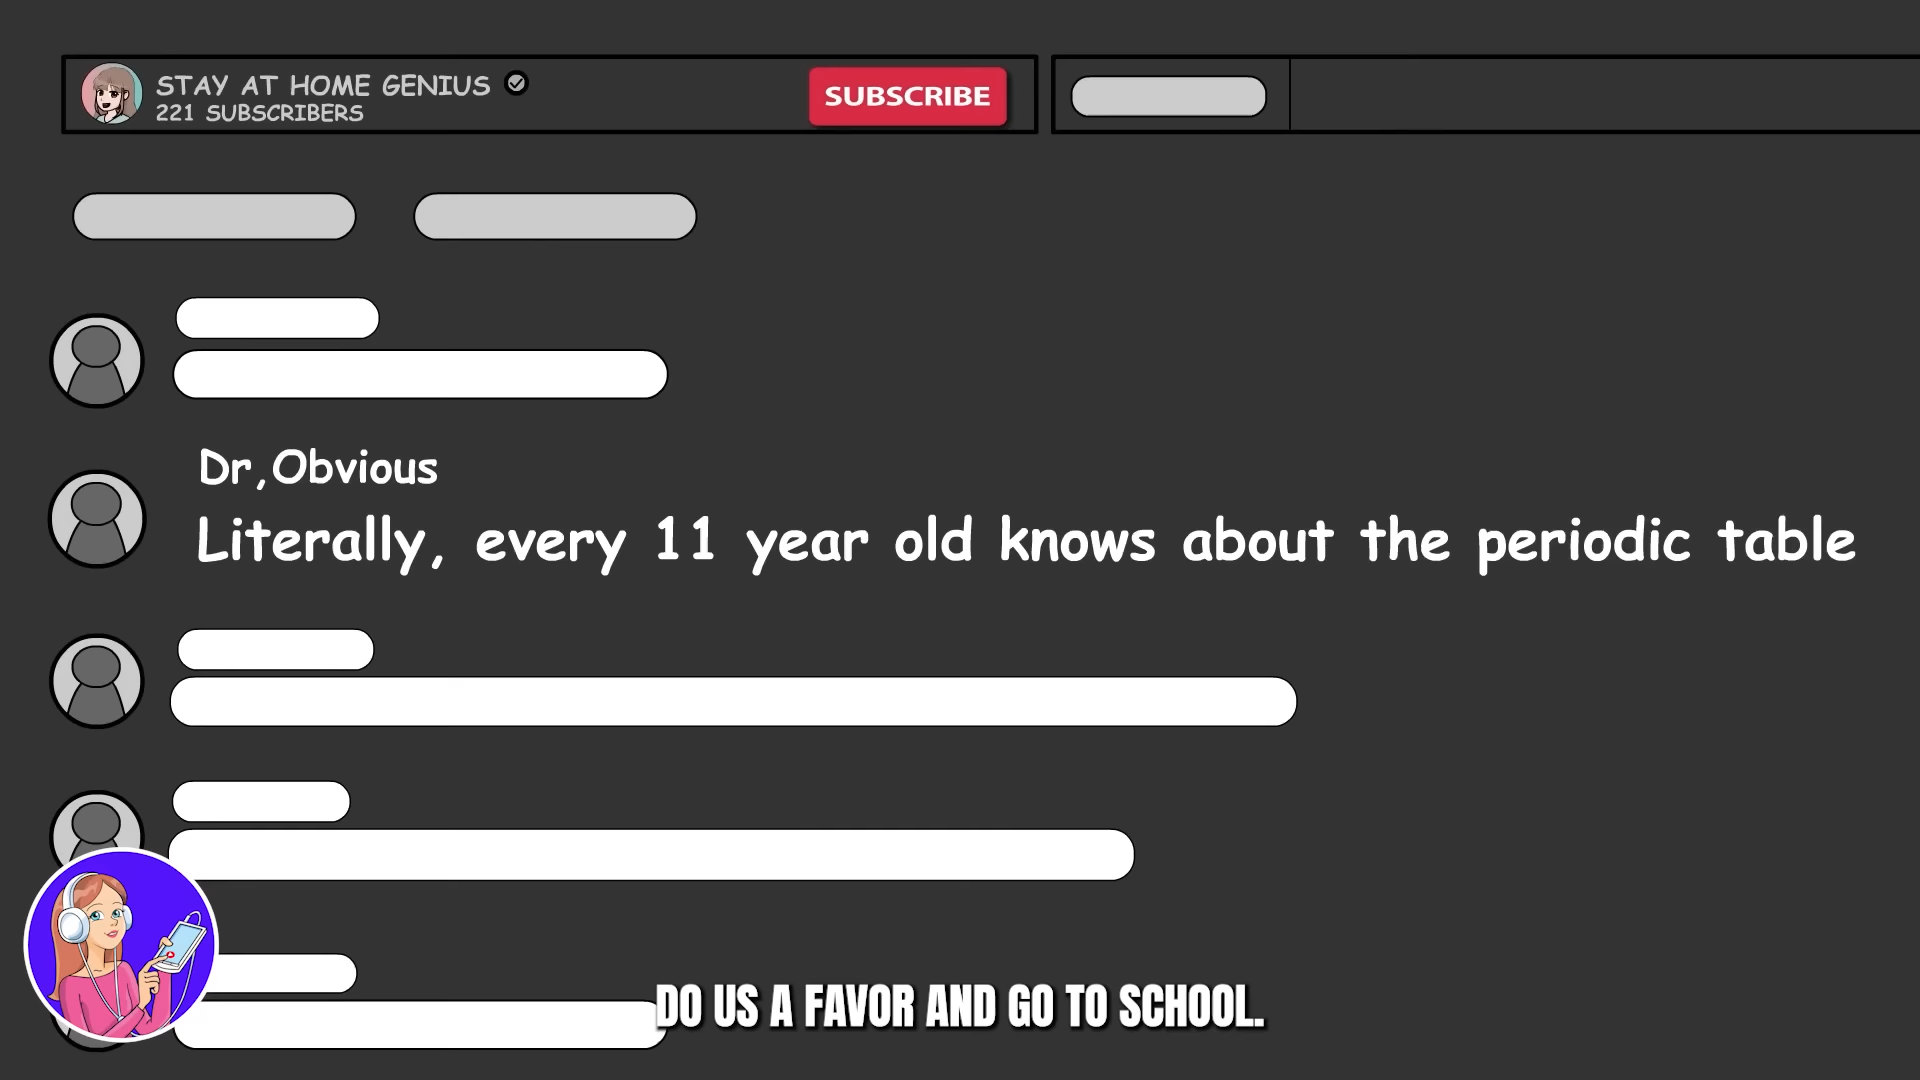 STAY AT HOME GENIUS
221 SUBSCRIBERS
SUBSCRIBE
Dr,Obvious
Literally, every 11 year old knows about the periodic table
DO US A FAVOR AND GO TO SCHOOL.